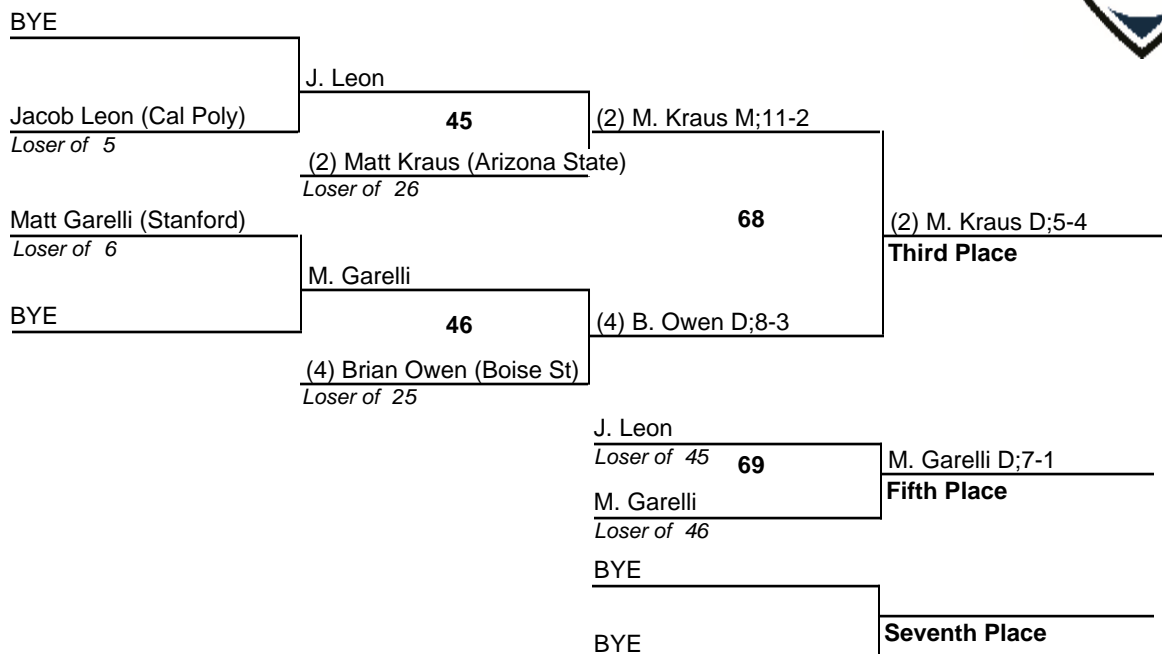 BYE
J. Leon
Jacob Leon (Cal Poly)
45
(2) M. Kraus M;11-2
Loser of 5
(2) Matt Kraus (Arizona State)
Loser of 26
Matt Garelli (Stanford)
68
(2) M. Kraus D;5-4
Loser of 6
Third Place
M. Garelli
BYE
46
(4) B. Owen D;8-3
(4) Brian Owen (Boise St)
Loser of 25
J. Leon
Loser of 45
69
M. Garelli D;7-1
Fifth Place
M. Garelli
Loser of 46
BYE
Seventh Place
BYE